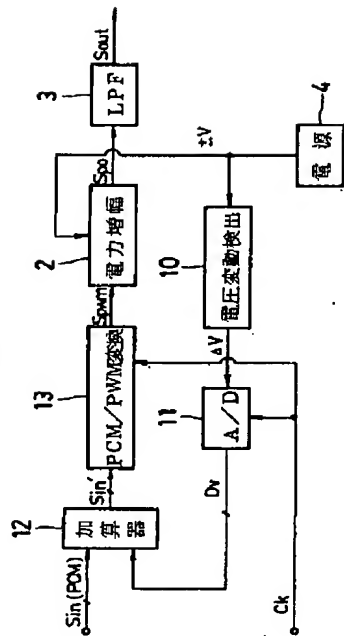 Sin(PCM)
12
加算器
Sin′
13
PCM/PWM変換
Spwm
2
電力増幅
Spo
3
LPF
Sout
±V
4
電源
10
電圧変動検出
ΔV
11
A/D
Dv
Ck